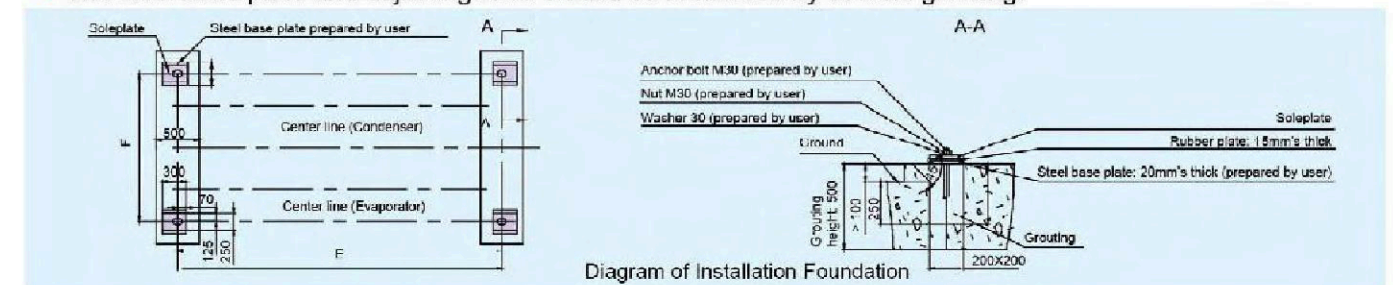 Soleplate
Steel base plate prepared by user
A
A-A
Anchor bolt M30 (prepared by user)
Nut M30 (prepared by user)
Washer 30 (prepared by user)
Ground
Soleplate
Rubber plate: 15mm's thick
Steel base plate: 20mm's thick (prepared by user)
Center line (Condenser)
A
F
500
300
70
Center line (Evaporator)
125
250
E
Grouting height: 500
> 100
250
45°
Grouting
200X200
Diagram of Installation Foundation